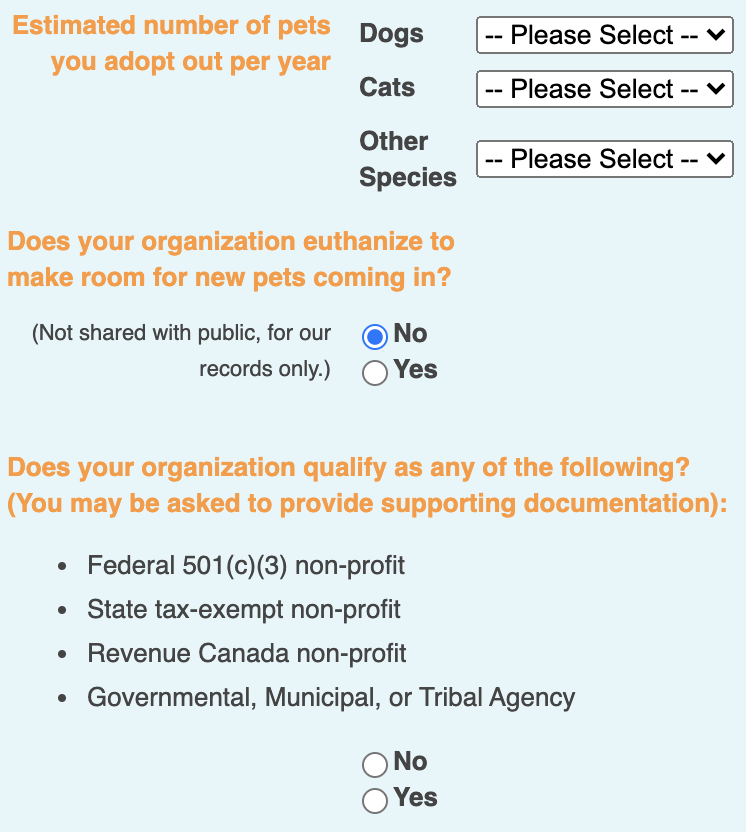 Estimated number of pets
you adopt out per year
Dogs
-- Please Select --
Cats
-- Please Select --
Other
Species
-- Please Select --
Does your organization euthanize to
make room for new pets coming in?
(Not shared with public, for our
records only.)
No
Yes
Does your organization qualify as any of the following?
(You may be asked to provide supporting documentation):
• Federal 501(c)(3) non-profit
• State tax-exempt non-profit
• Revenue Canada non-profit
• Governmental, Municipal, or Tribal Agency
No
Yes